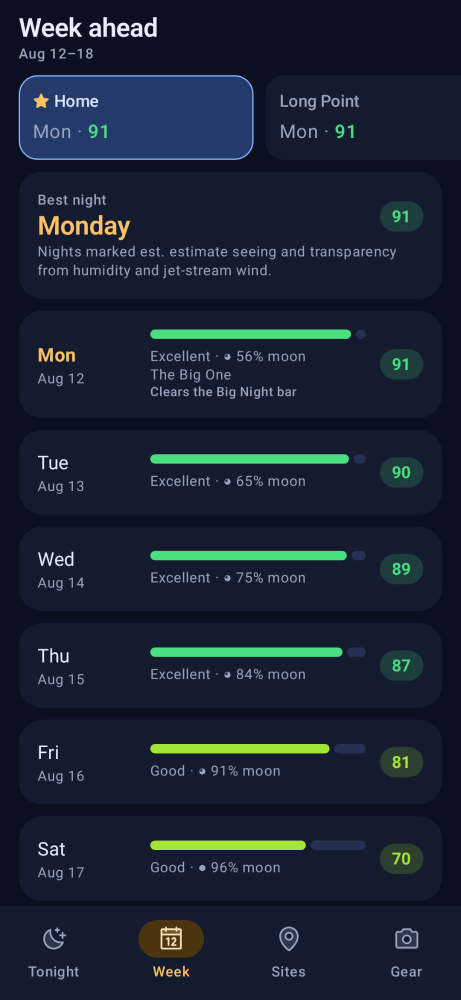 Week ahead
Aug 12–18
Home
Mon · 91
Long Point
Mon · 91
Best night
Monday
Nights marked est. estimate seeing and transparency
from humidity and jet-stream wind.
91
Mon
Aug 12
Excellent · 56% moon
The Big One
Clears the Big Night bar
91
Tue
Aug 13
Excellent · 65% moon
90
Wed
Aug 14
Excellent · 75% moon
89
Thu
Aug 15
Excellent · 84% moon
87
Fri
Aug 16
Good · 91% moon
81
Sat
Aug 17
Good · 96% moon
70
12
Tonight
Week
Sites
Gear